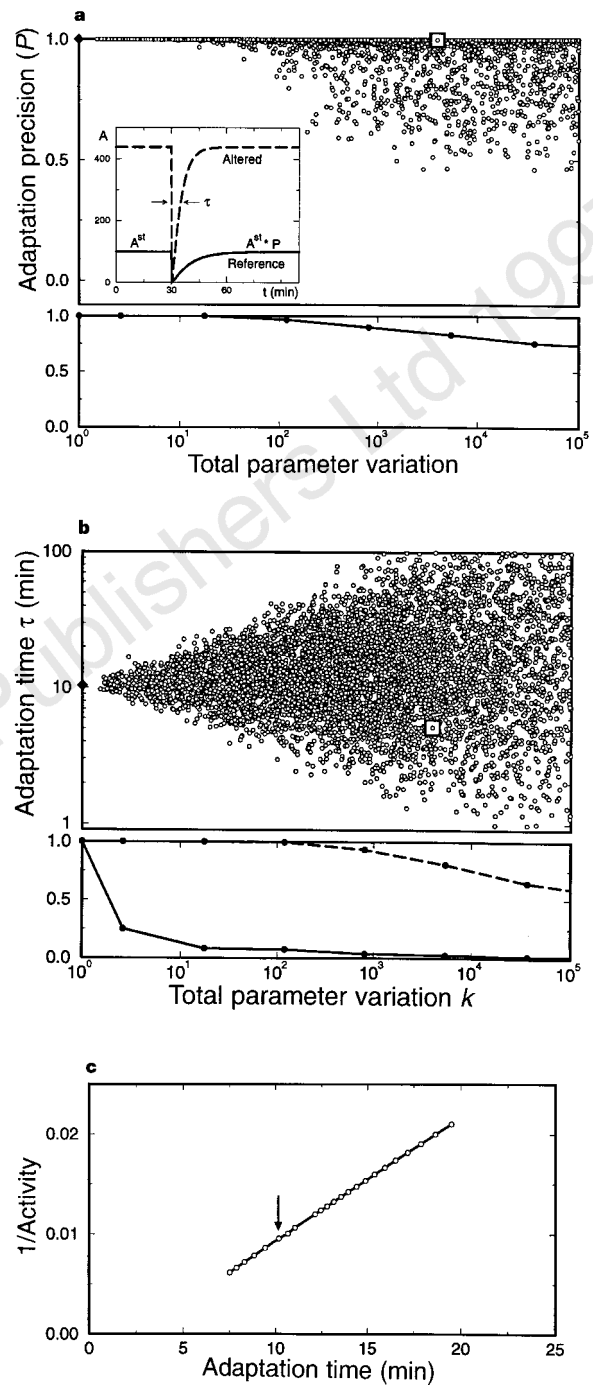 a
Adaptation precision (P)
1.0
0.5
0.0
A
400
200
0
A^st
Altered
τ
A^st * P
Reference
0
30
60
t (min)
1.0
0.5
0.0
10^0
10^1
10^2
10^3
10^4
10^5
Total parameter variation
b
Adaptation time τ (min)
100
10
1
1.0
0.5
0.0
10^0
10^1
10^2
10^3
10^4
10^5
Total parameter variation k
c
1/Activity
0.02
0.01
0.00
0
5
10
15
20
25
Adaptation time (min)
Publishers Ltd 199